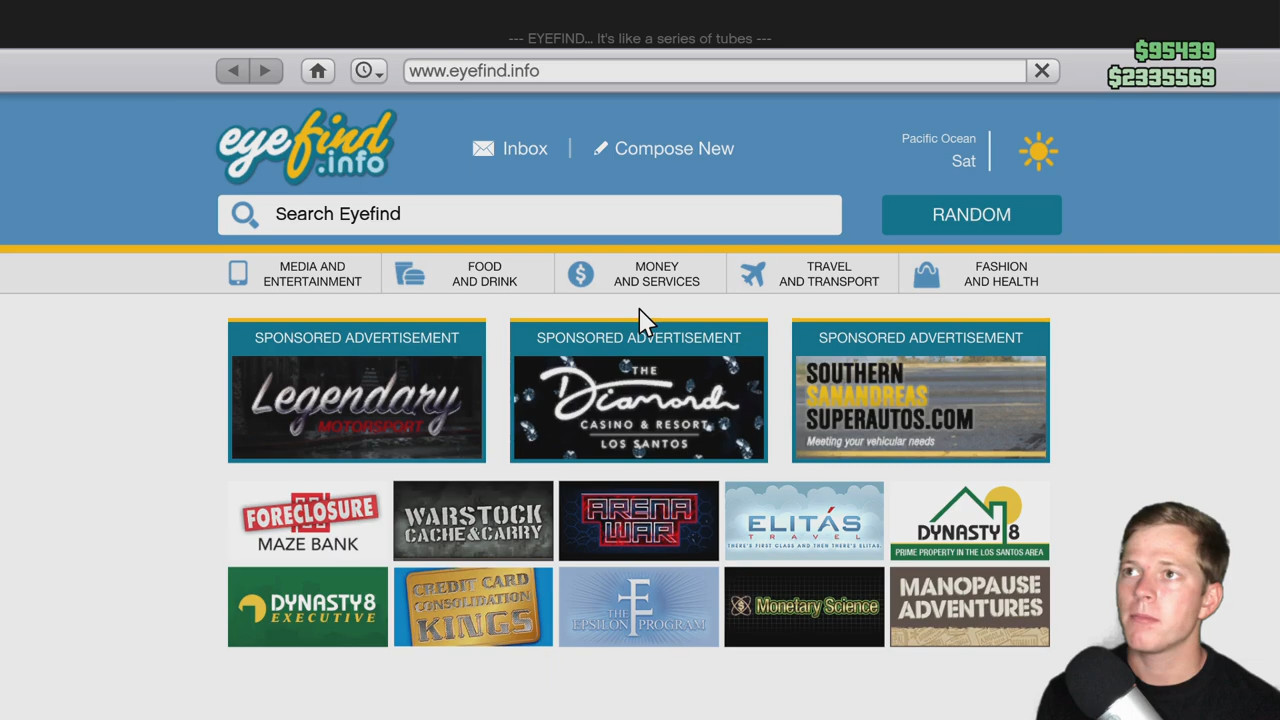 --- EYEFIND... It's like a series of tubes ---
$95439
www.eyefind.info
$2335569
eyefind
.info
Inbox
Compose New
Pacific Ocean
Sat
Search Eyefind
RANDOM
MEDIA AND
ENTERTAINMENT
FOOD
AND DRINK
MONEY
AND SERVICES
TRAVEL
AND TRANSPORT
FASHION
AND HEALTH
SPONSORED ADVERTISEMENT
Legendary
MOTORSPORT
SPONSORED ADVERTISEMENT
THE
Diamond
CASINO & RESORT
LOS SANTOS
SPONSORED ADVERTISEMENT
SOUTHERN
SANANDREAS
SUPERAUTOS.COM
Meeting your vehicular needs
FORECLOSURE
MAZE BANK
WARSTOCK
CACHE&CARRY
ARENA
WAR
ELITÁS
TRAVEL
THERE'S FIRST CLASS AND THEN THERE'S ELITAS.
DYNASTY 8
PRIME PROPERTY IN THE LOS SANTOS AREA
DYNASTY8
EXECUTIVE
CREDIT CARD
CONSOLIDATION
KINGS
THE
EPSILON PROGRAM
Monetary Science
MANOPAUSE
ADVENTURES